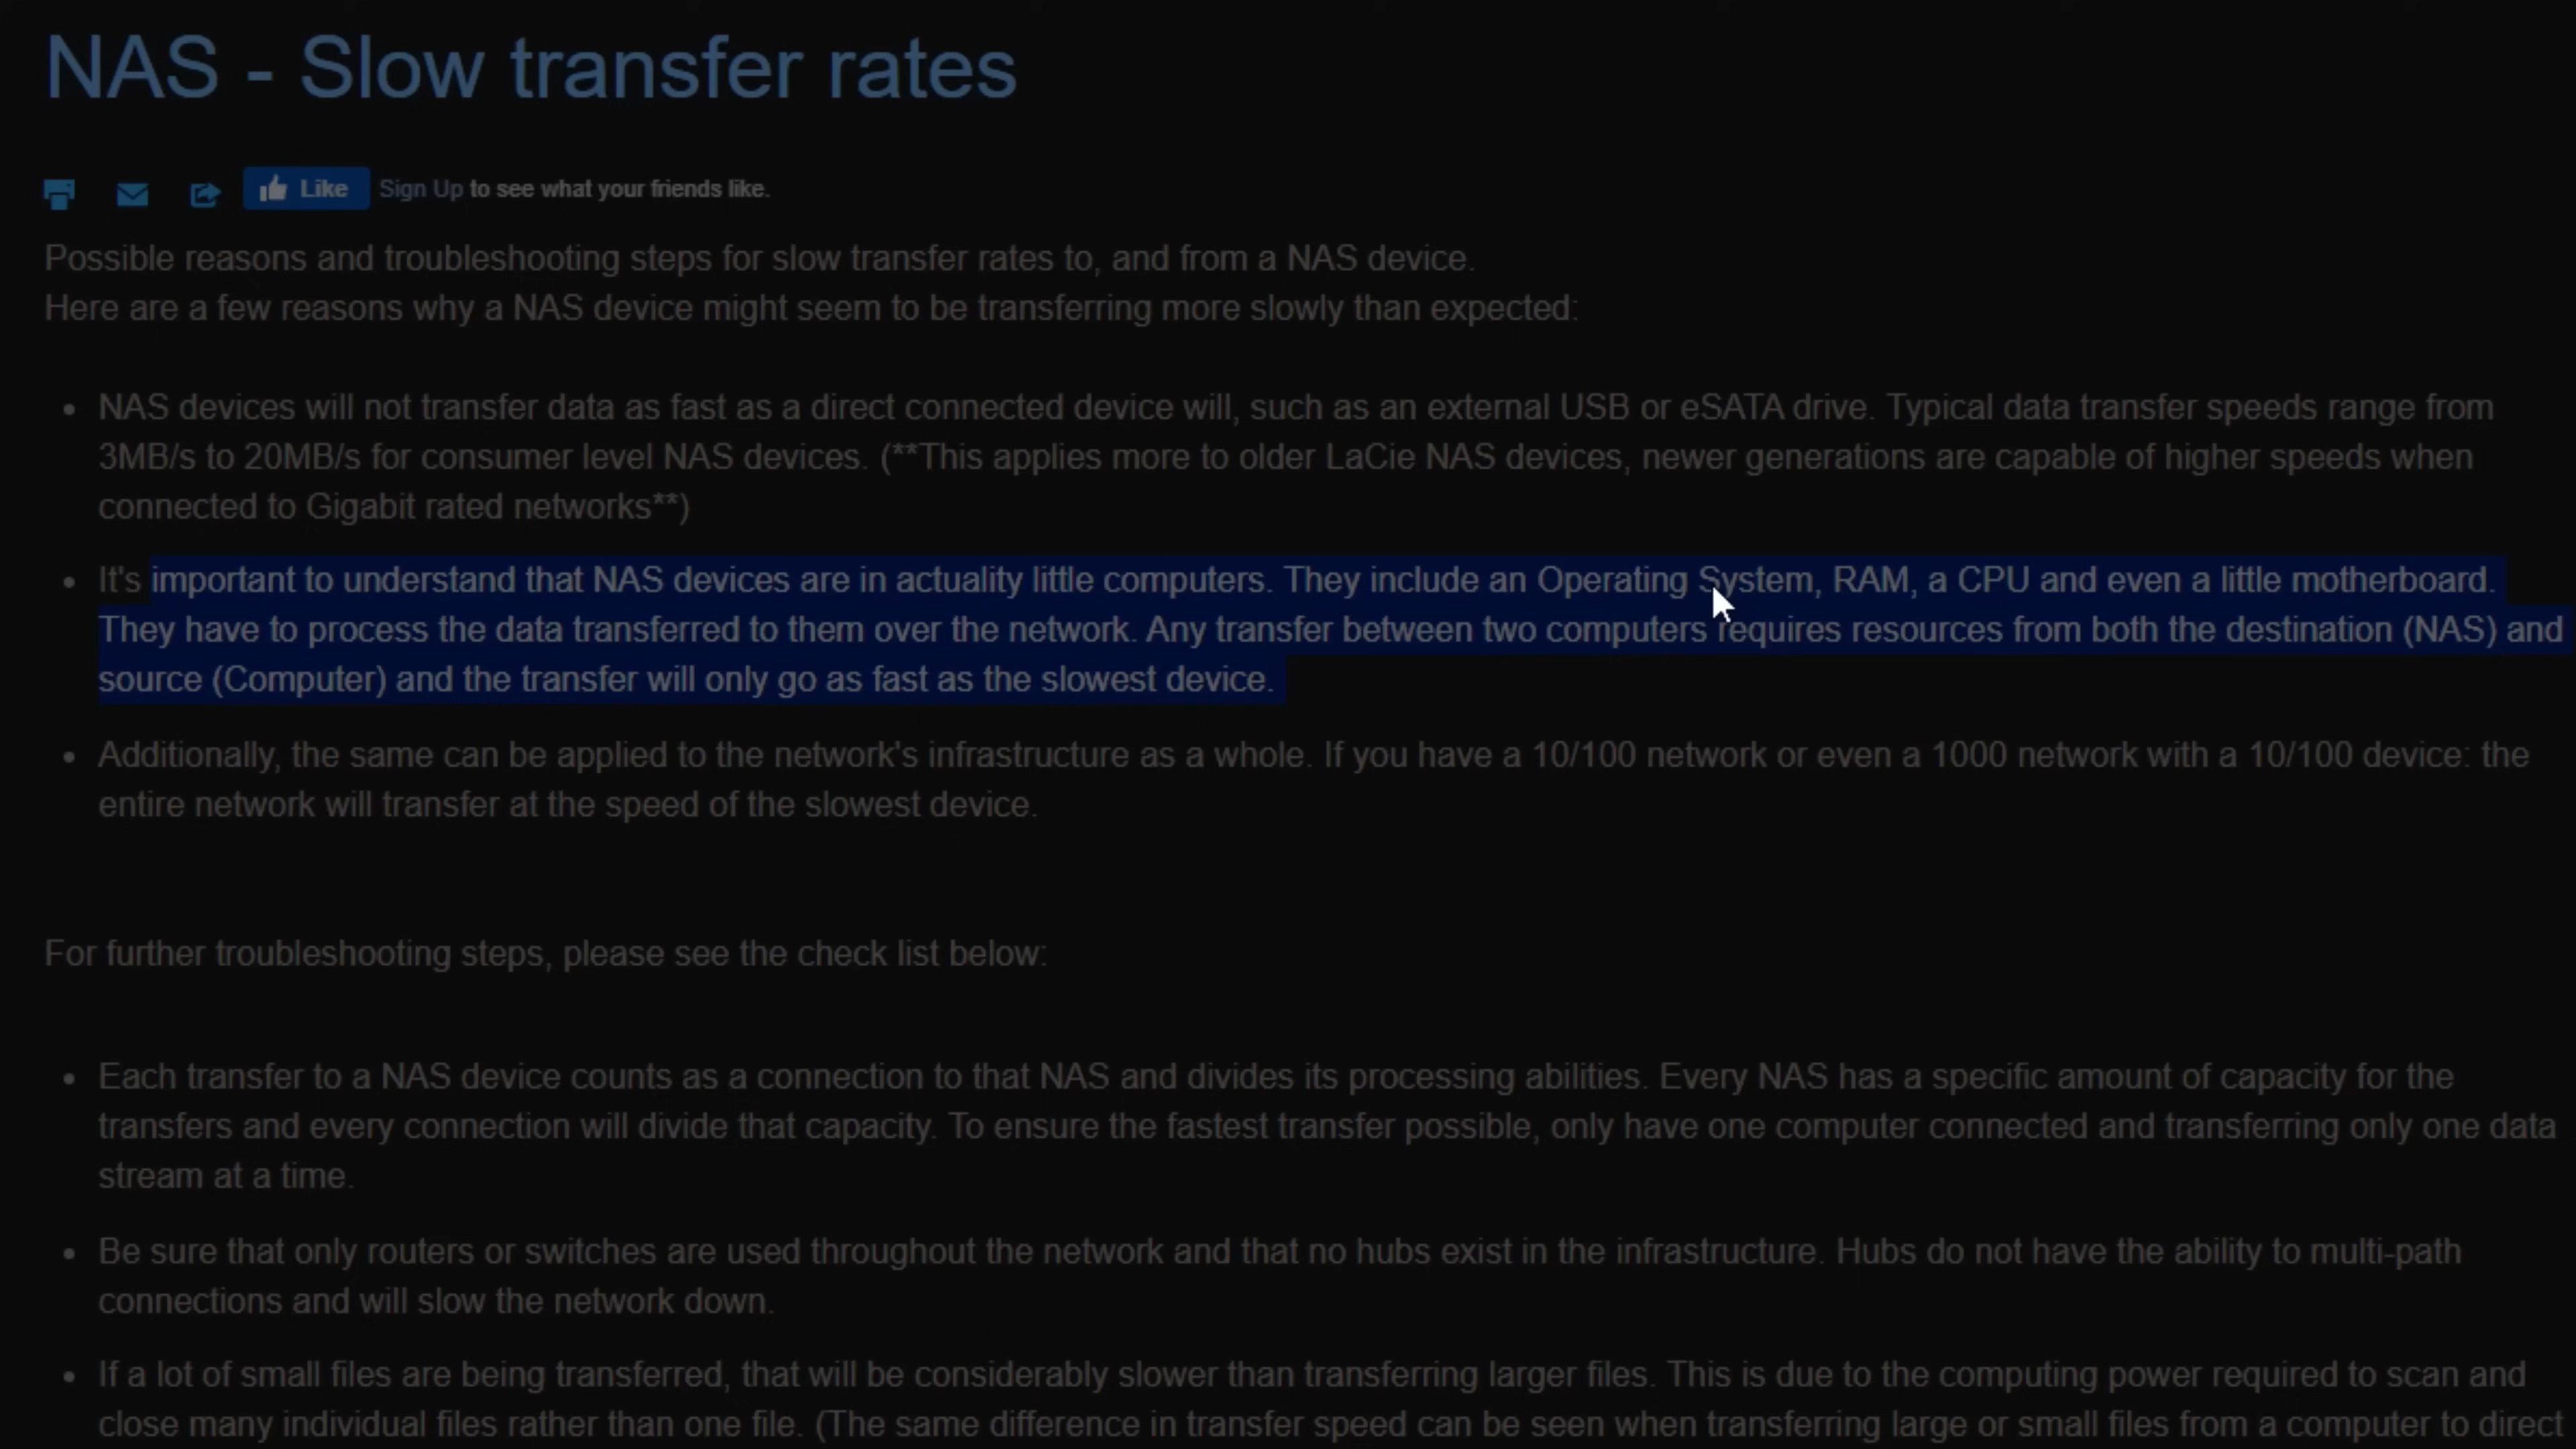 NAS - Slow transfer rates
Like Sign Up to see what your friends like.
Possible reasons and troubleshooting steps for slow transfer rates to, and from a NAS device.
Here are a few reasons why a NAS device might seem to be transferring more slowly than expected:
• NAS devices will not transfer data as fast as a direct connected device will, such as an external USB or eSATA drive. Typical data transfer speeds range from
3MB/s to 20MB/s for consumer level NAS devices. (**This applies more to older LaCie NAS devices, newer generations are capable of higher speeds when
connected to Gigabit rated networks**)
• It's important to understand that NAS devices are in actuality little computers. They include an Operating System, RAM, a CPU and even a little motherboard.
They have to process the data transferred to them over the network. Any transfer between two computers requires resources from both the destination (NAS) and
source (Computer) and the transfer will only go as fast as the slowest device.
• Additionally, the same can be applied to the network's infrastructure as a whole. If you have a 10/100 network or even a 1000 network with a 10/100 device: the
entire network will transfer at the speed of the slowest device.
For further troubleshooting steps, please see the check list below:
• Each transfer to a NAS device counts as a connection to that NAS and divides its processing abilities. Every NAS has a specific amount of capacity for the
transfers and every connection will divide that capacity. To ensure the fastest transfer possible, only have one computer connected and transferring only one data
stream at a time.
• Be sure that only routers or switches are used throughout the network and that no hubs exist in the infrastructure. Hubs do not have the ability to multi-path
connections and will slow the network down.
• If a lot of small files are being transferred, that will be considerably slower than transferring larger files. This is due to the computing power required to scan and
close many individual files rather than one file. (The same difference in transfer speed can be seen when transferring large or small files from a computer to direct